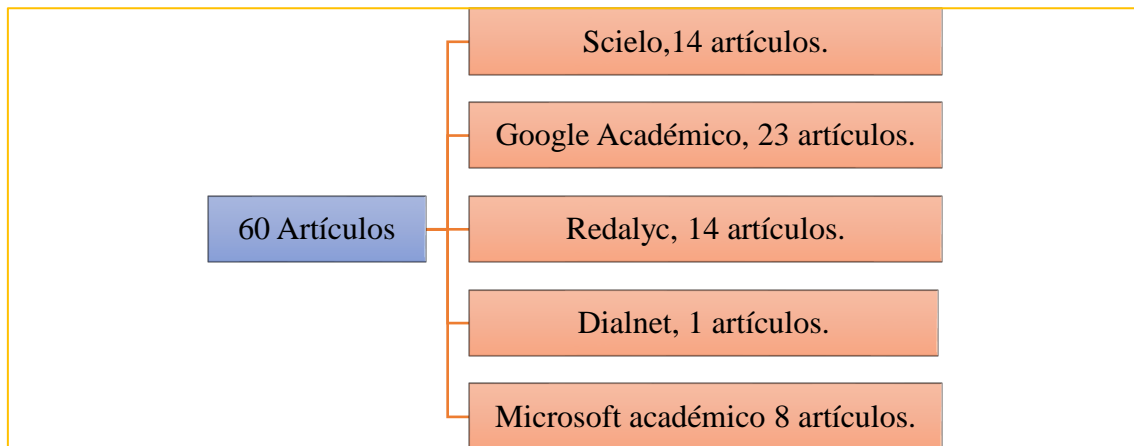 60 Artículos
Scielo,14 artículos.
Google Académico, 23 artículos.
Redalyc, 14 artículos.
Dialnet, 1 artículos.
Microsoft académico 8 artículos.